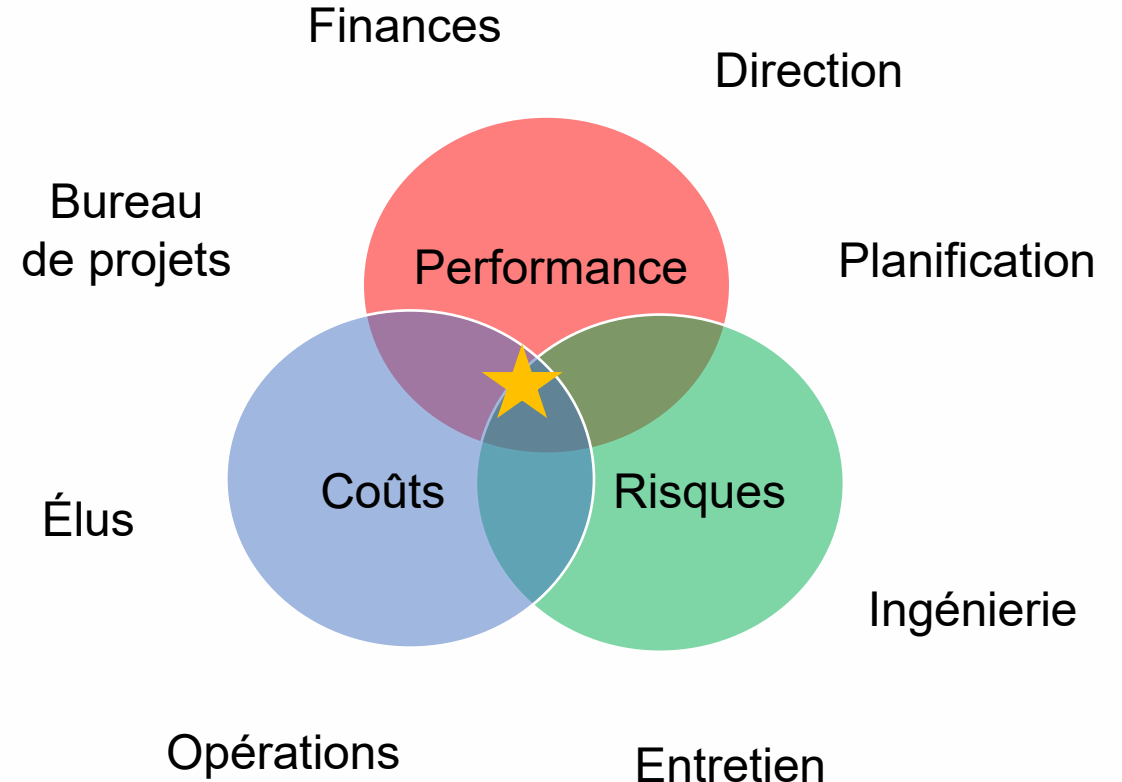 Finances
Direction
Bureau
de projets
Performance
Planification
Coûts
Risques
Élus
Ingénierie
Opérations
Entretien